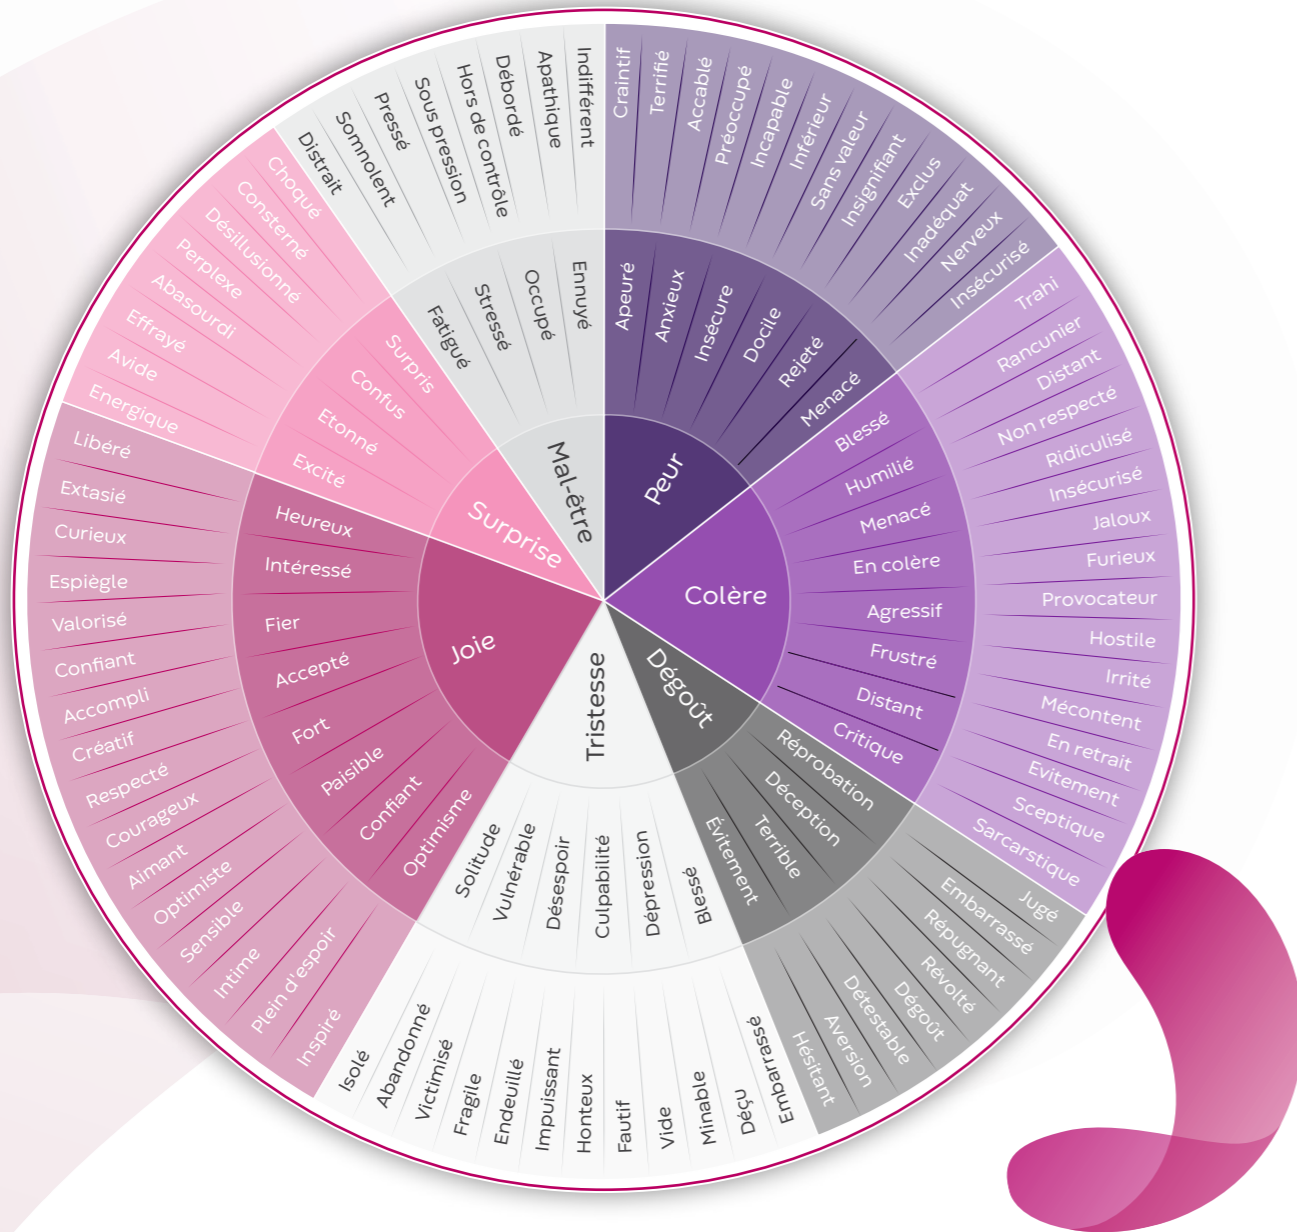 Peur
Apeuré
Anxieux
Insécure
Docile
Rejeté
Menacé
Craintif
Terrifié
Accablé
Préoccupé
Incapable
Inférieur
Sans valeur
Insignifiant
Exclus
Inadéquat
Nerveux
Insécurisé
Colère
Blessé
Humilié
Menacé
En colère
Agressif
Frustré
Distant
Critique
Trahi
Rancunier
Distant
Non respecté
Ridiculisé
Insécurisé
Jaloux
Furieux
Provocateur
Hostile
Irrité
Mécontent
En retrait
Evitement
Sceptique
Sarcarstique
Dégoût
Réprobation
Déception
Terrible
Évitement
Jugé
Embarrassé
Répugnant
Révolté
Dégoût
Détestable
Aversion
Hésitant
Tristesse
Blessé
Dépression
Culpabilité
Désespoir
Vulnérable
Solitude
Embarrassé
Déçu
Minable
Vide
Fautif
Honteux
Impuissant
Endeuillé
Fragile
Victimisé
Abandonné
Isolé
Joie
Optimisme
Confiant
Paisible
Fort
Accepté
Fier
Intéressé
Heureux
Inspiré
Plein d'espoir
Intime
Sensible
Optimiste
Aimant
Courageux
Respecté
Créatif
Accompli
Confiant
Valorisé
Espiègle
Curieux
Extasié
Libéré
Surprise
Excité
Etonné
Confus
Surpris
Energique
Avide
Effrayé
Abasourdi
Perplexe
Désillusionné
Consterné
Choqué
Mal-être
Fatigué
Stressé
Occupé
Ennuyé
Distrait
Somnolent
Pressé
Sous pression
Hors de contrôle
Débordé
Apathique
Indifférent